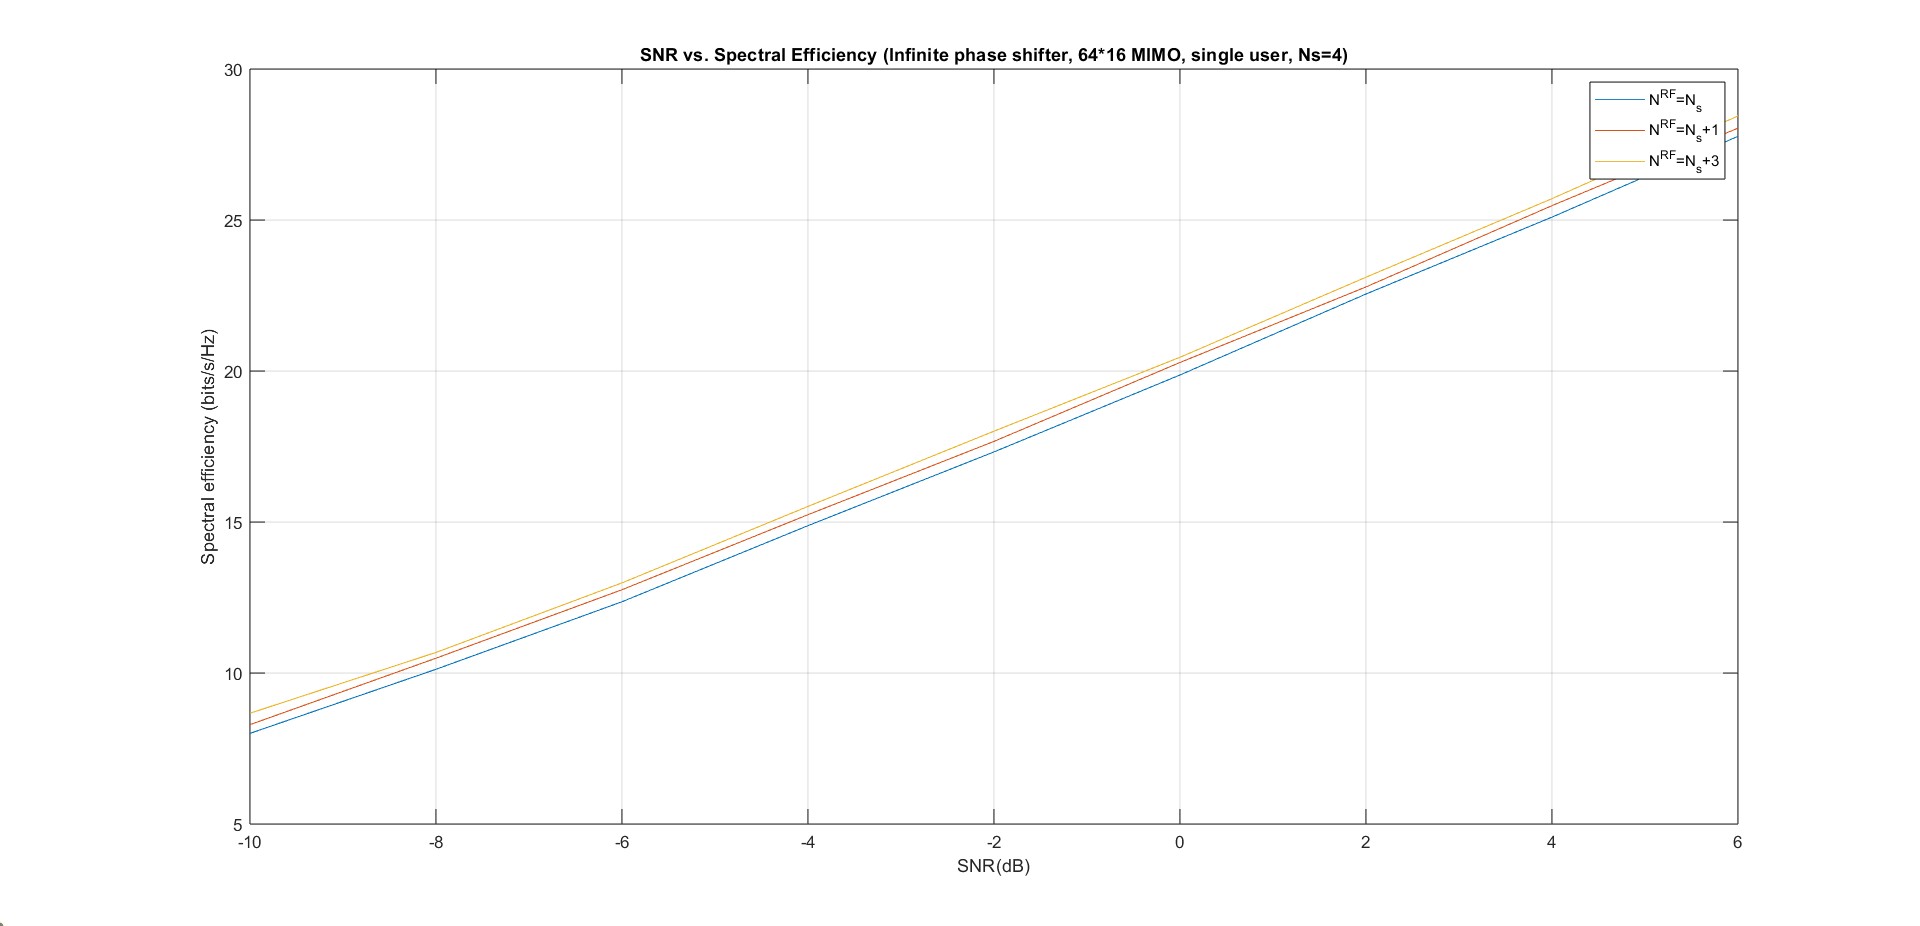 SNR vs. Spectral Efficiency (Infinite phase shifter, 64*16 MIMO, single user, Ns=4)
30
25
20
15
10
5
Spectral efficiency (bits/s/Hz)
N^RF=N_s
N^RF=N_s+1
N^RF=N_s+3
-10 -8 -6 -4 -2 0 2 4 6
SNR(dB)